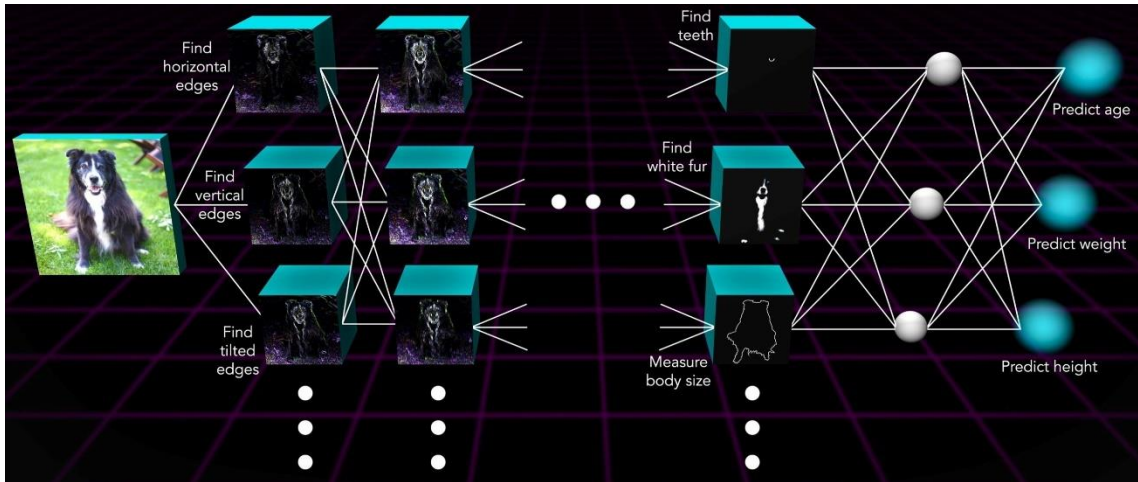 Find
horizontal
edges
Find
vertical
edges
Find
tilted
edges
Find
teeth
Find
white fur
Measure
body size
Predict age
Predict weight
Predict height